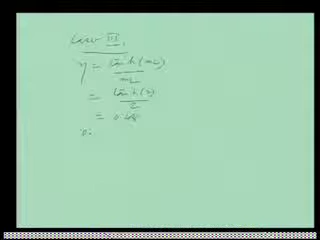 Case III.
η = tanh(mL)
mL
= tanh(2)
2
= 0.48